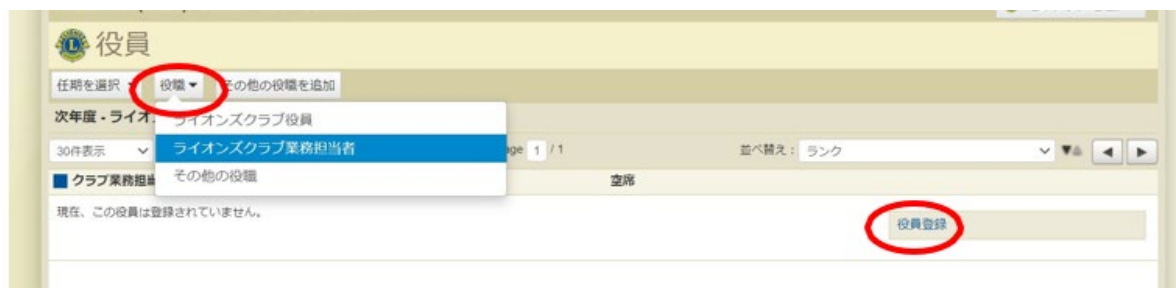 役員
任期を選択 役職▼ その他の役職を追加
次年度 - ライオ
ライオンズクラブ役員
ライオンズクラブ業務担当者
その他の役職
30件表示 age 1 / 1 並べ替え： ランク
クラブ業務担当 空席
現在、この役員は登録されていません。
役員登録